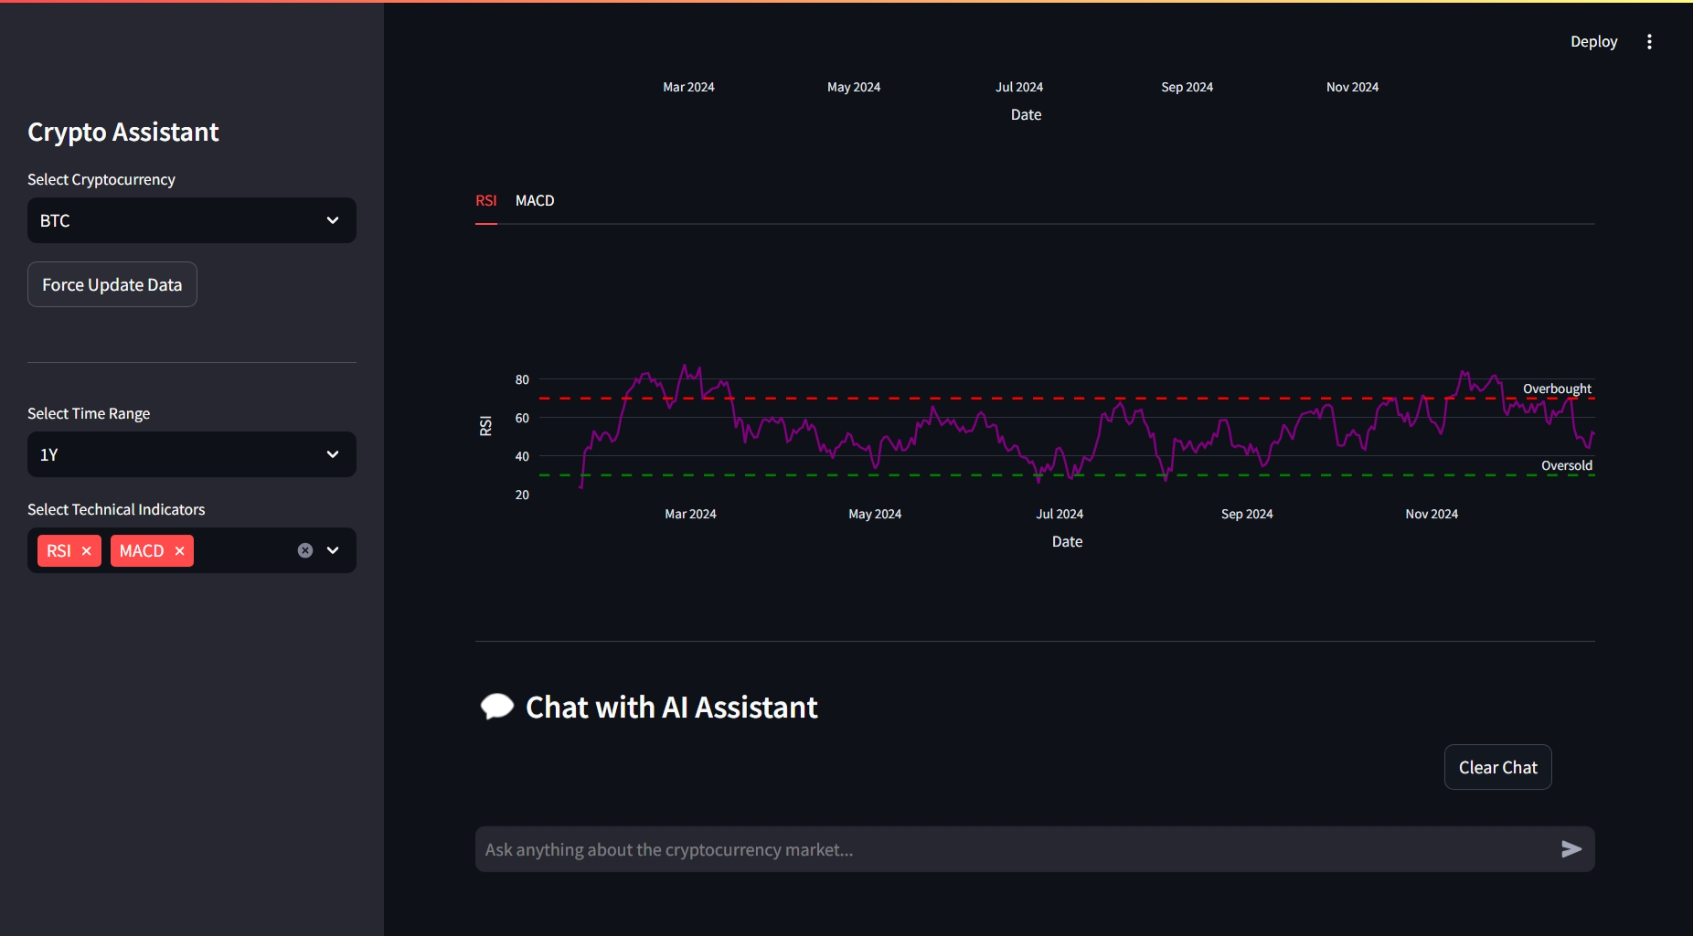 Deploy
Crypto Assistant
Select Cryptocurrency
BTC
Force Update Data
Select Time Range
1Y
Select Technical Indicators
RSI MACD
Mar 2024 May 2024 Jul 2024 Sep 2024 Nov 2024
Date
RSI MACD
80
60
40
20
RSI
Overbought
Oversold
Mar 2024 May 2024 Jul 2024 Sep 2024 Nov 2024
Date
Chat with AI Assistant
Clear Chat
Ask anything about the cryptocurrency market...